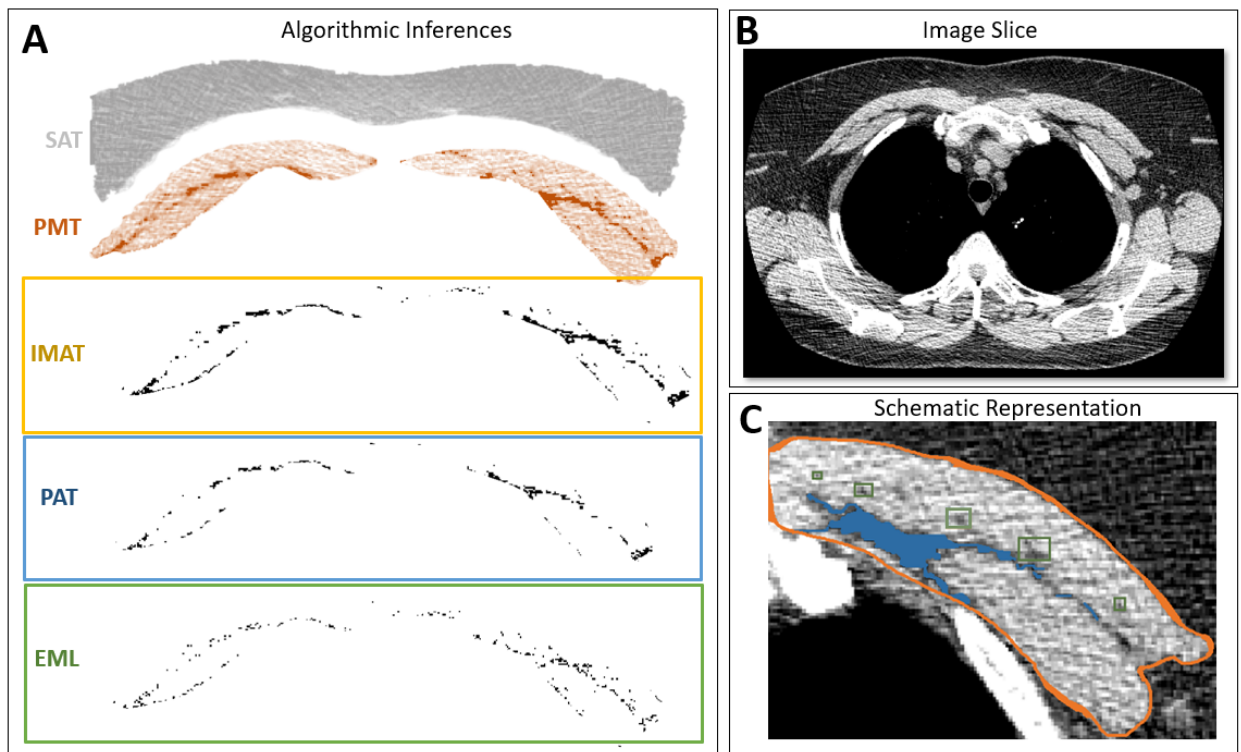 A
Algorithmic Inferences
SAT
PMT
IMAT
PAT
EML
B
Image Slice
C
Schematic Representation